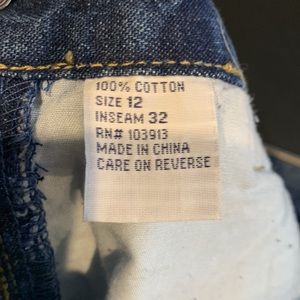 100% COTTON
SIZE 12
INSEAM 32
RN# 103913
MADE IN CHINA
CARE ON REVERSE